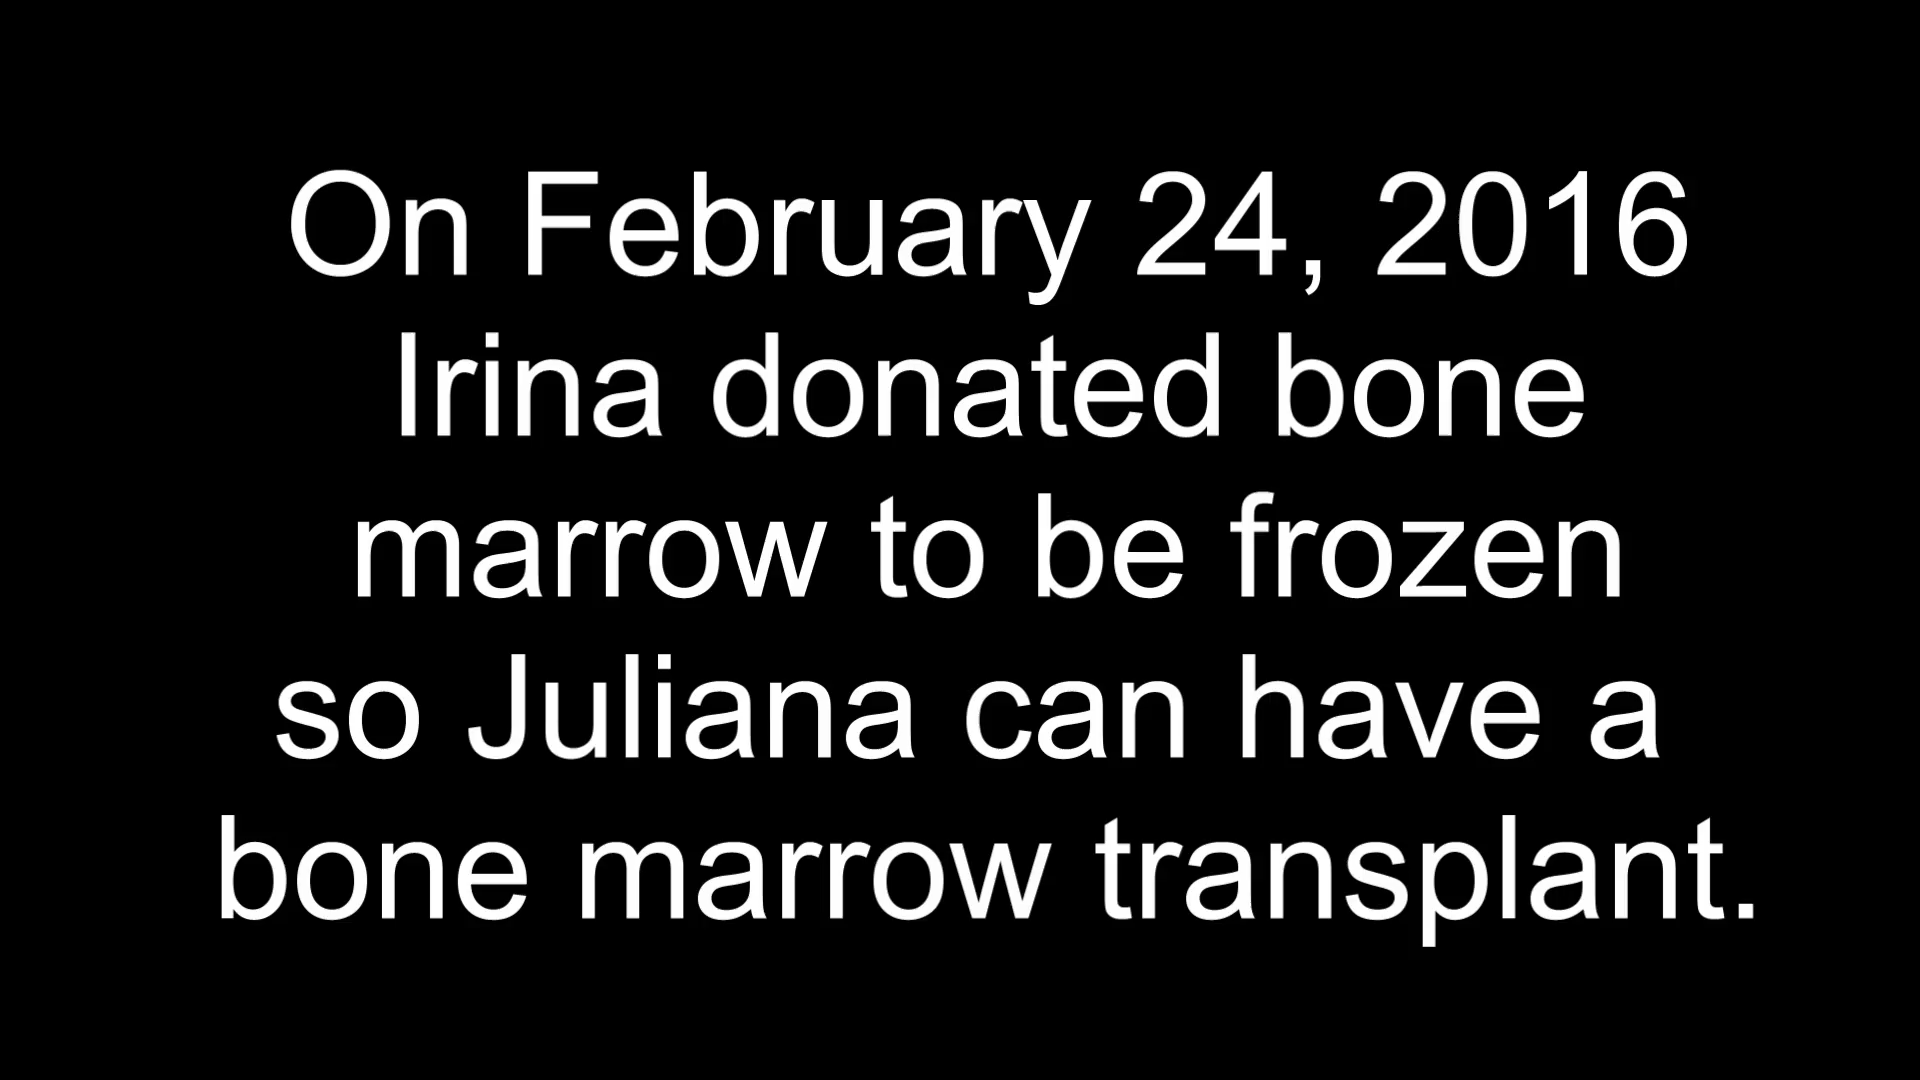 On February 24, 2016
Irina donated bone
marrow to be frozen
so Juliana can have a
bone marrow transplant.